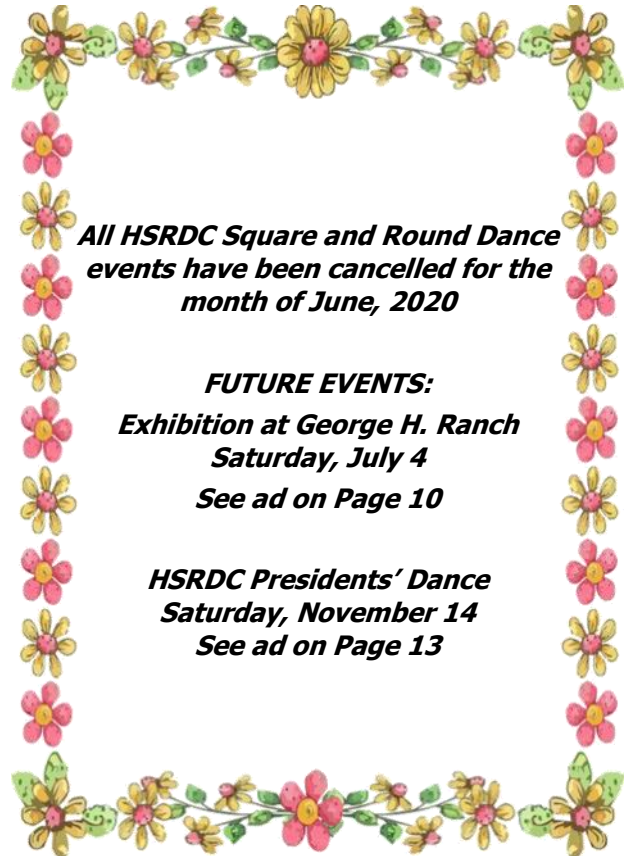 All HSRDC Square and Round Dance
events have been cancelled for the
month of June, 2020
FUTURE EVENTS:
Exhibition at George H. Ranch
Saturday, July 4
See ad on Page 10
HSRDC Presidents’ Dance
Saturday, November 14
See ad on Page 13